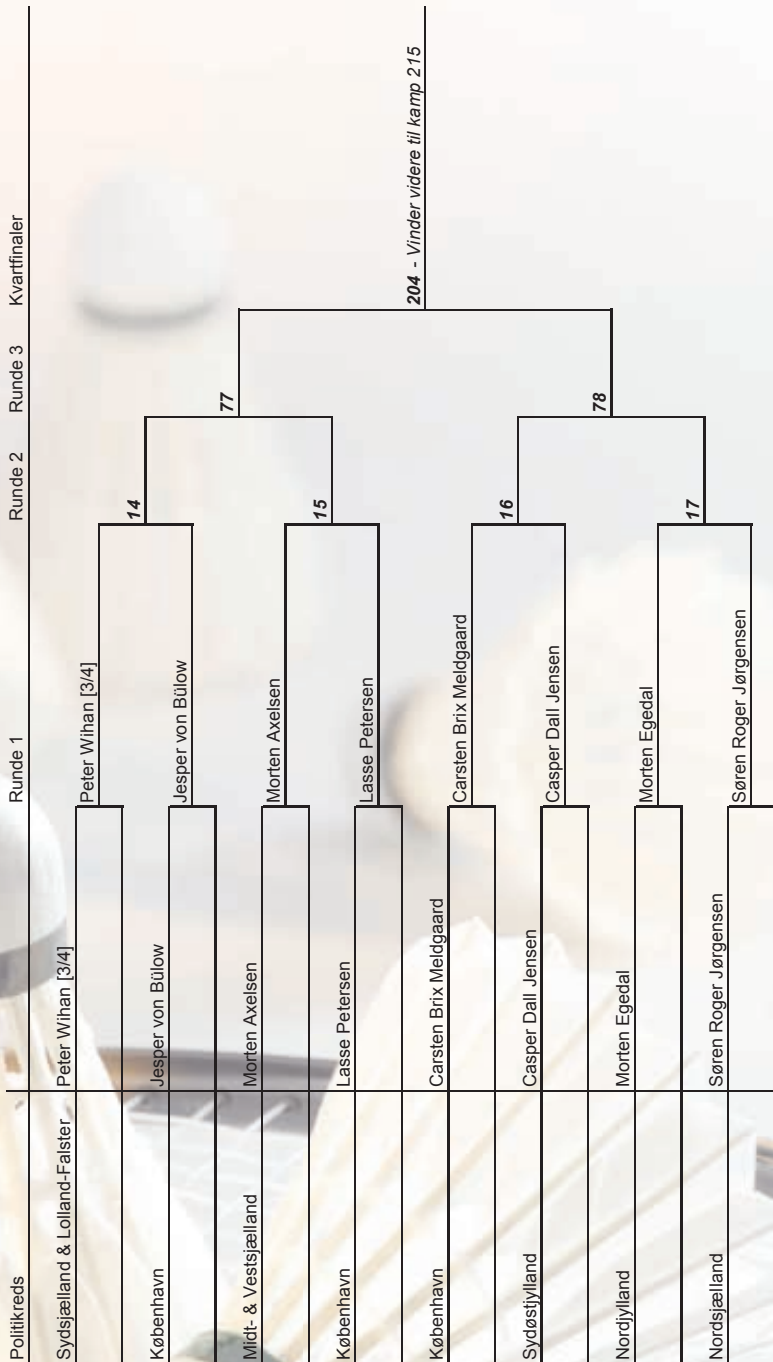 Politikreds Runde 1 Runde 2 Runde 3 Kvartfinaler
Sydsjælland & Lolland-Falster Peter Wihan [3/4]
Peter Wihan [3/4]
14
København Jesper von Bülow
Jesper von Bülow
77
Midt- & Vestsjælland Morten Axelsen
Morten Axelsen
15
København Lasse Petersen
Lasse Petersen
204 - Vinder videre til kamp 215
København Carsten Brix Meldgaard
Carsten Brix Meldgaard
16
Sydøstjylland Casper Dall Jensen
Casper Dall Jensen
78
Nordjylland Morten Egedal
Morten Egedal
17
Nordsjælland Søren Roger Jørgensen
Søren Roger Jørgensen